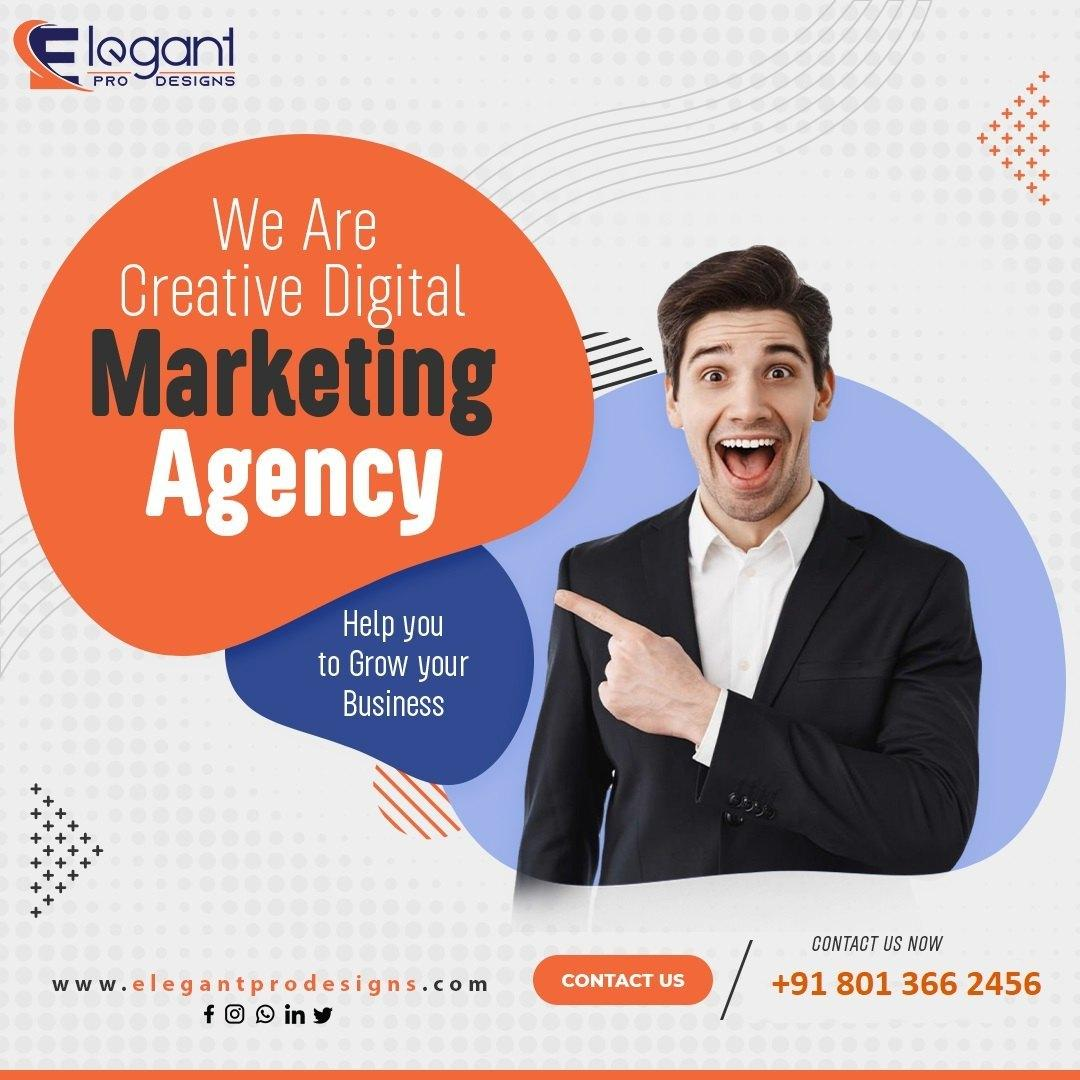 Elegant
PRO DESIGNS
We Are
Creative Digital
Marketing
Agency
Help you
to Grow your
Business
www.elegantprodesigns.com
CONTACT US
CONTACT US NOW
+91 801 366 2456